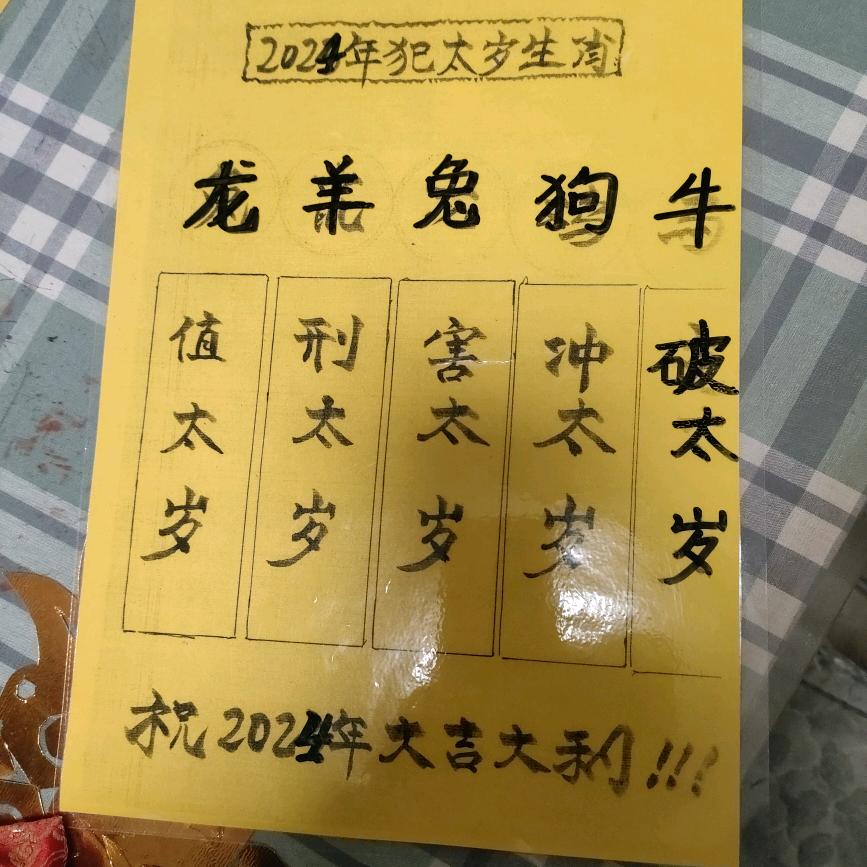 2024年犯太岁生肖
龙 羊 兔 狗 牛
值太岁
刑太岁
害太岁
冲太岁
破太岁
祝2024年大吉大利!!!